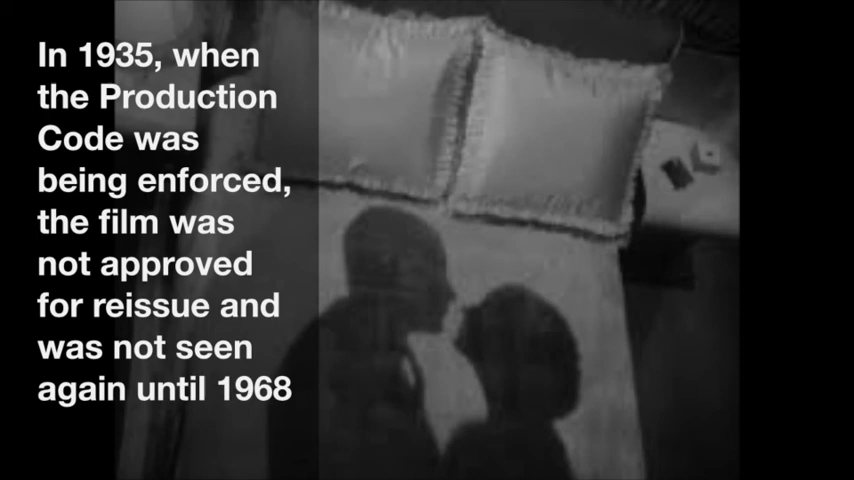 In 1935, when
the Production
Code was
being enforced,
the film was
not approved
for reissue and
was not seen
again until 1968